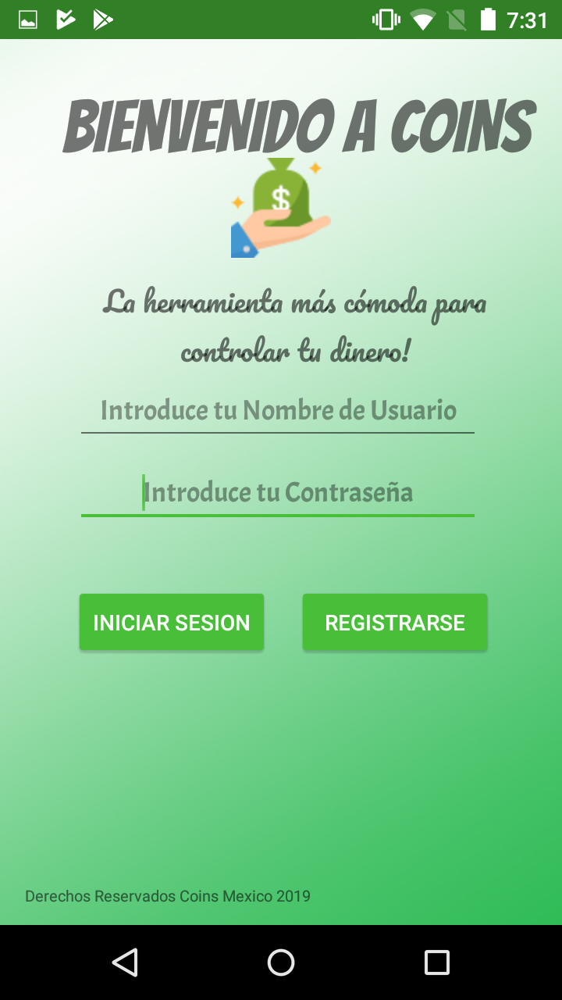 7:31
BIENVENIDO A COINS
$
La herramienta más cómoda para
controlar tu dinero!
Introduce tu Nombre de Usuario
Introduce tu Contraseña
INICIAR SESION
REGISTRARSE
Derechos Reservados Coins Mexico 2019